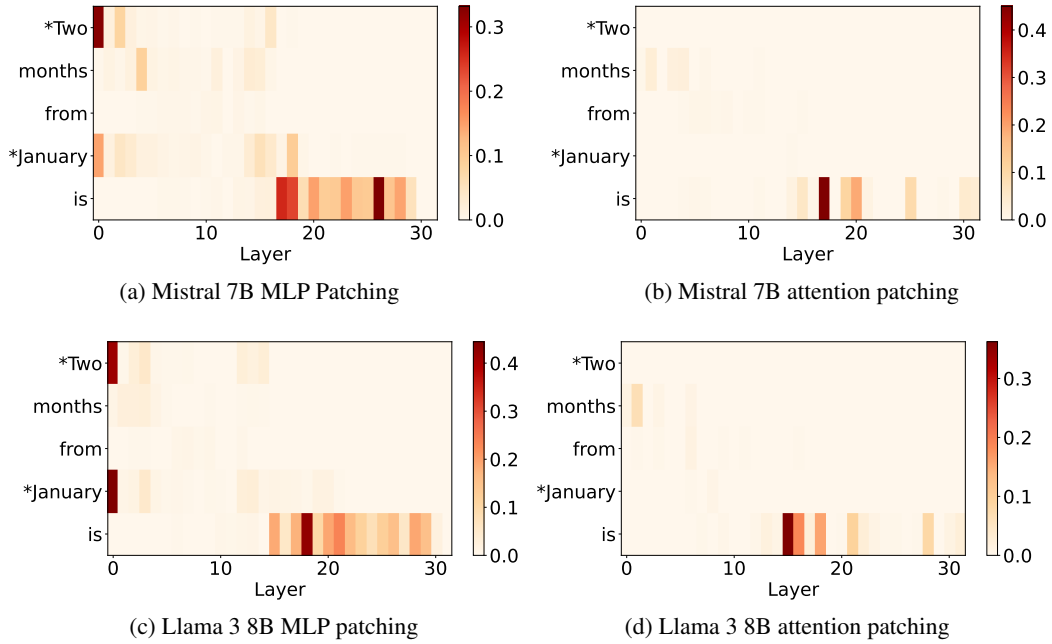 *Two
months
from
*January
is
0 10 20 30
Layer
0.3
0.2
0.1
0.0
(a) Mistral 7B MLP Patching
*Two
months
from
*January
is
0 10 20 30
Layer
0.4
0.3
0.2
0.1
0.0
(b) Mistral 7B attention patching
*Two
months
from
*January
is
0 10 20 30
Layer
0.4
0.3
0.2
0.1
0.0
(c) Llama 3 8B MLP patching
*Two
months
from
*January
is
0 10 20 30
Layer
0.3
0.2
0.1
0.0
(d) Llama 3 8B attention patching